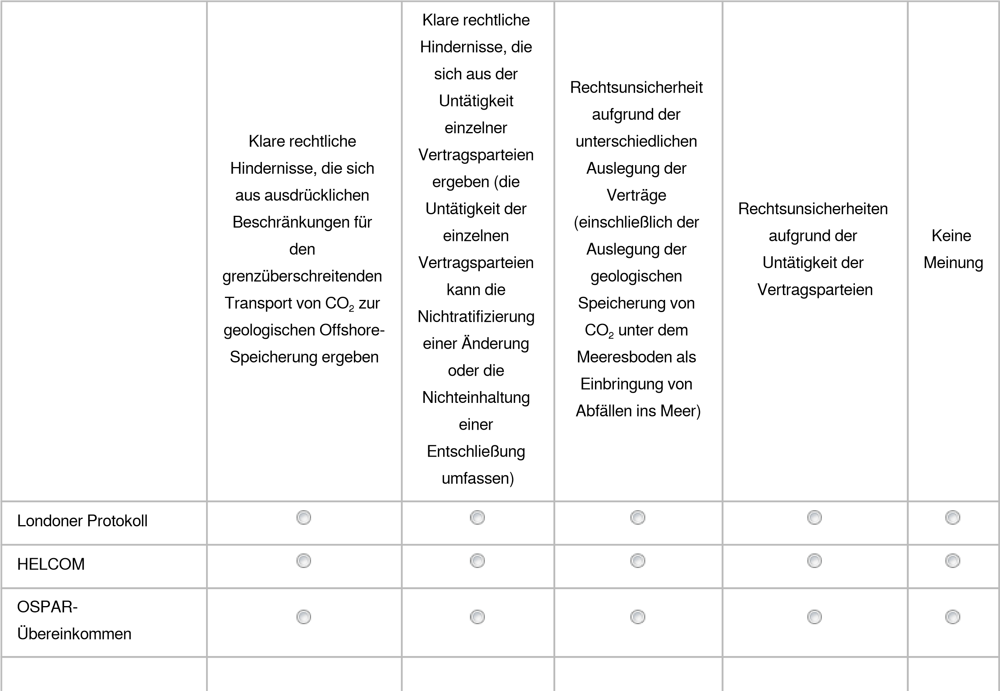 Klare rechtliche
Hindernisse, die sich
aus ausdrücklichen
Beschränkungen für
den
grenzüberschreitenden
Transport von CO₂ zur
geologischen Offshore-
Speicherung ergeben
Klare rechtliche
Hindernisse, die
sich aus der
Untätigkeit
einzelner
Vertragsparteien
ergeben (die
Untätigkeit der
einzelnen
Vertragsparteien
kann die
Nichtratifizierung
einer Änderung
oder die
Nichteinhaltung
einer
Entschließung
umfassen)
Rechtsunsicherheit
aufgrund der
unterschiedlichen
Auslegung der
Verträge
(einschließlich der
Auslegung der
geologischen
Speicherung von
CO₂ unter dem
Meeresboden als
Einbringung von
Abfällen ins Meer)
Rechtsunsicherheiten
aufgrund der
Untätigkeit der
Vertragsparteien
Keine
Meinung
Londoner Protokoll
HELCOM
OSPAR-
Übereinkommen